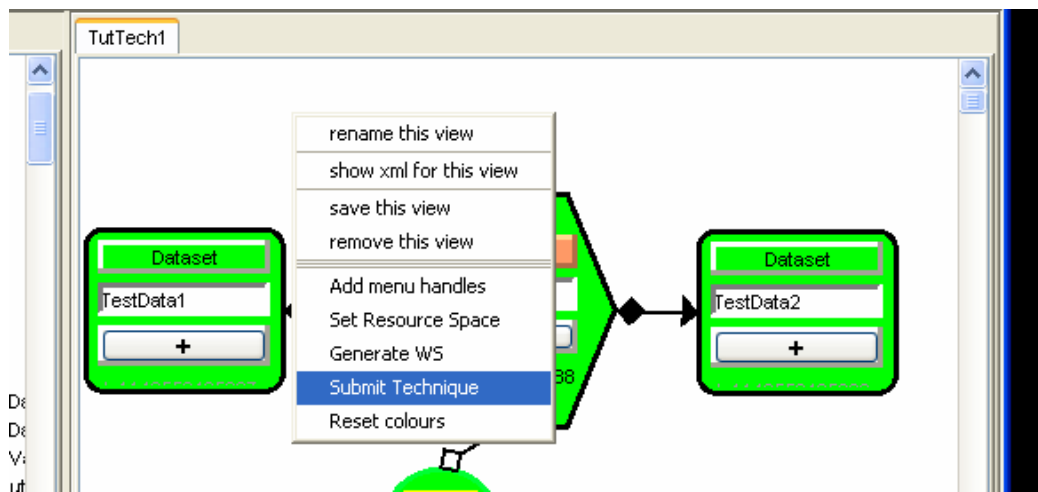 TutTech1
rename this view
show xml for this view
save this view
remove this view
Add menu handles
Set Resource Space
Generate WS
Submit Technique
Reset colours
Dataset
TestData1
+
Dataset
TestData2
+